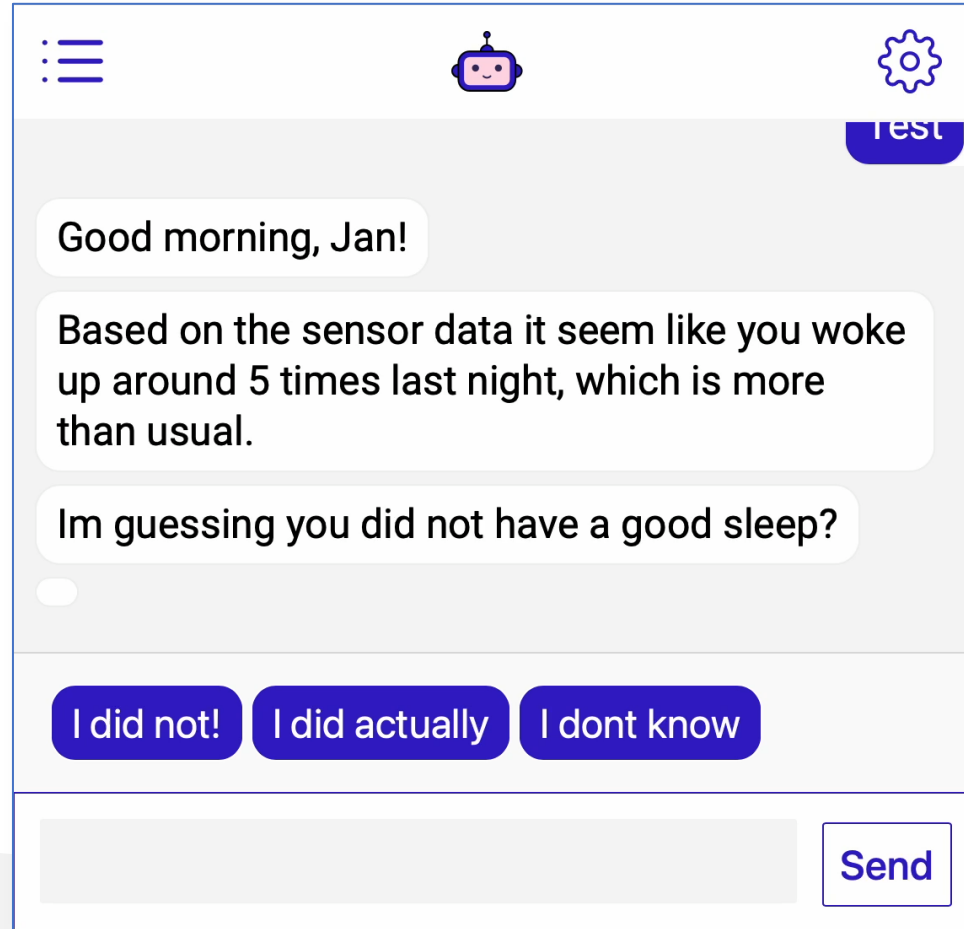 Test
Good morning, Jan!
Based on the sensor data it seem like you woke
up around 5 times last night, which is more
than usual.
Im guessing you did not have a good sleep?
I did not!
I did actually
I dont know
Send